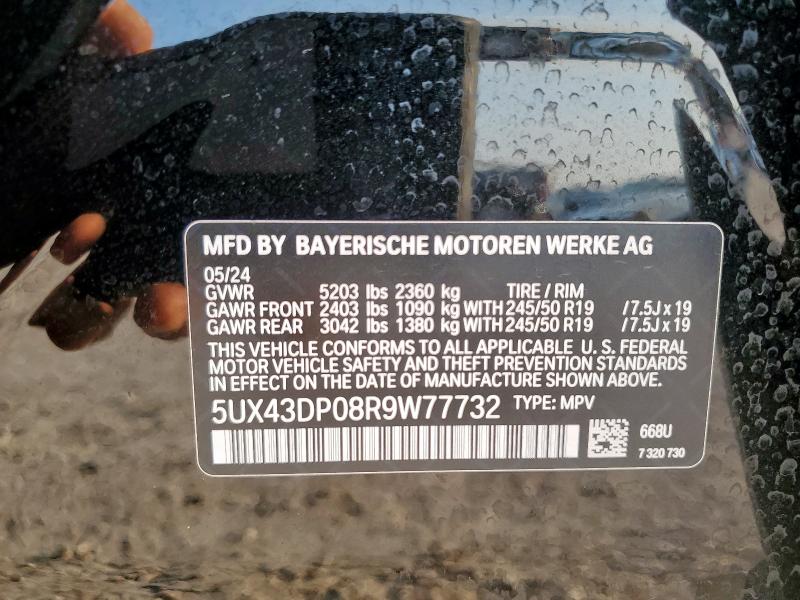 MFD BY BAYERISCHE MOTOREN WERKE AG
05/24
GVWR 5203 lbs 2360 kg TIRE / RIM
GAWR FRONT 2403 lbs 1090 kg WITH 245/50 R19 / 7.5J x 19
GAWR REAR 3042 lbs 1380 kg WITH 245/50 R19 / 7.5J x 19
THIS VEHICLE CONFORMS TO ALL APPLICABLE U. S. FEDERAL
MOTOR VEHICLE SAFETY AND THEFT PREVENTION STANDARDS
IN EFFECT ON THE DATE OF MANUFACTURE SHOWN ABOVE.
5UX43DP08R9W77732 TYPE: MPV
668U
7 320 730